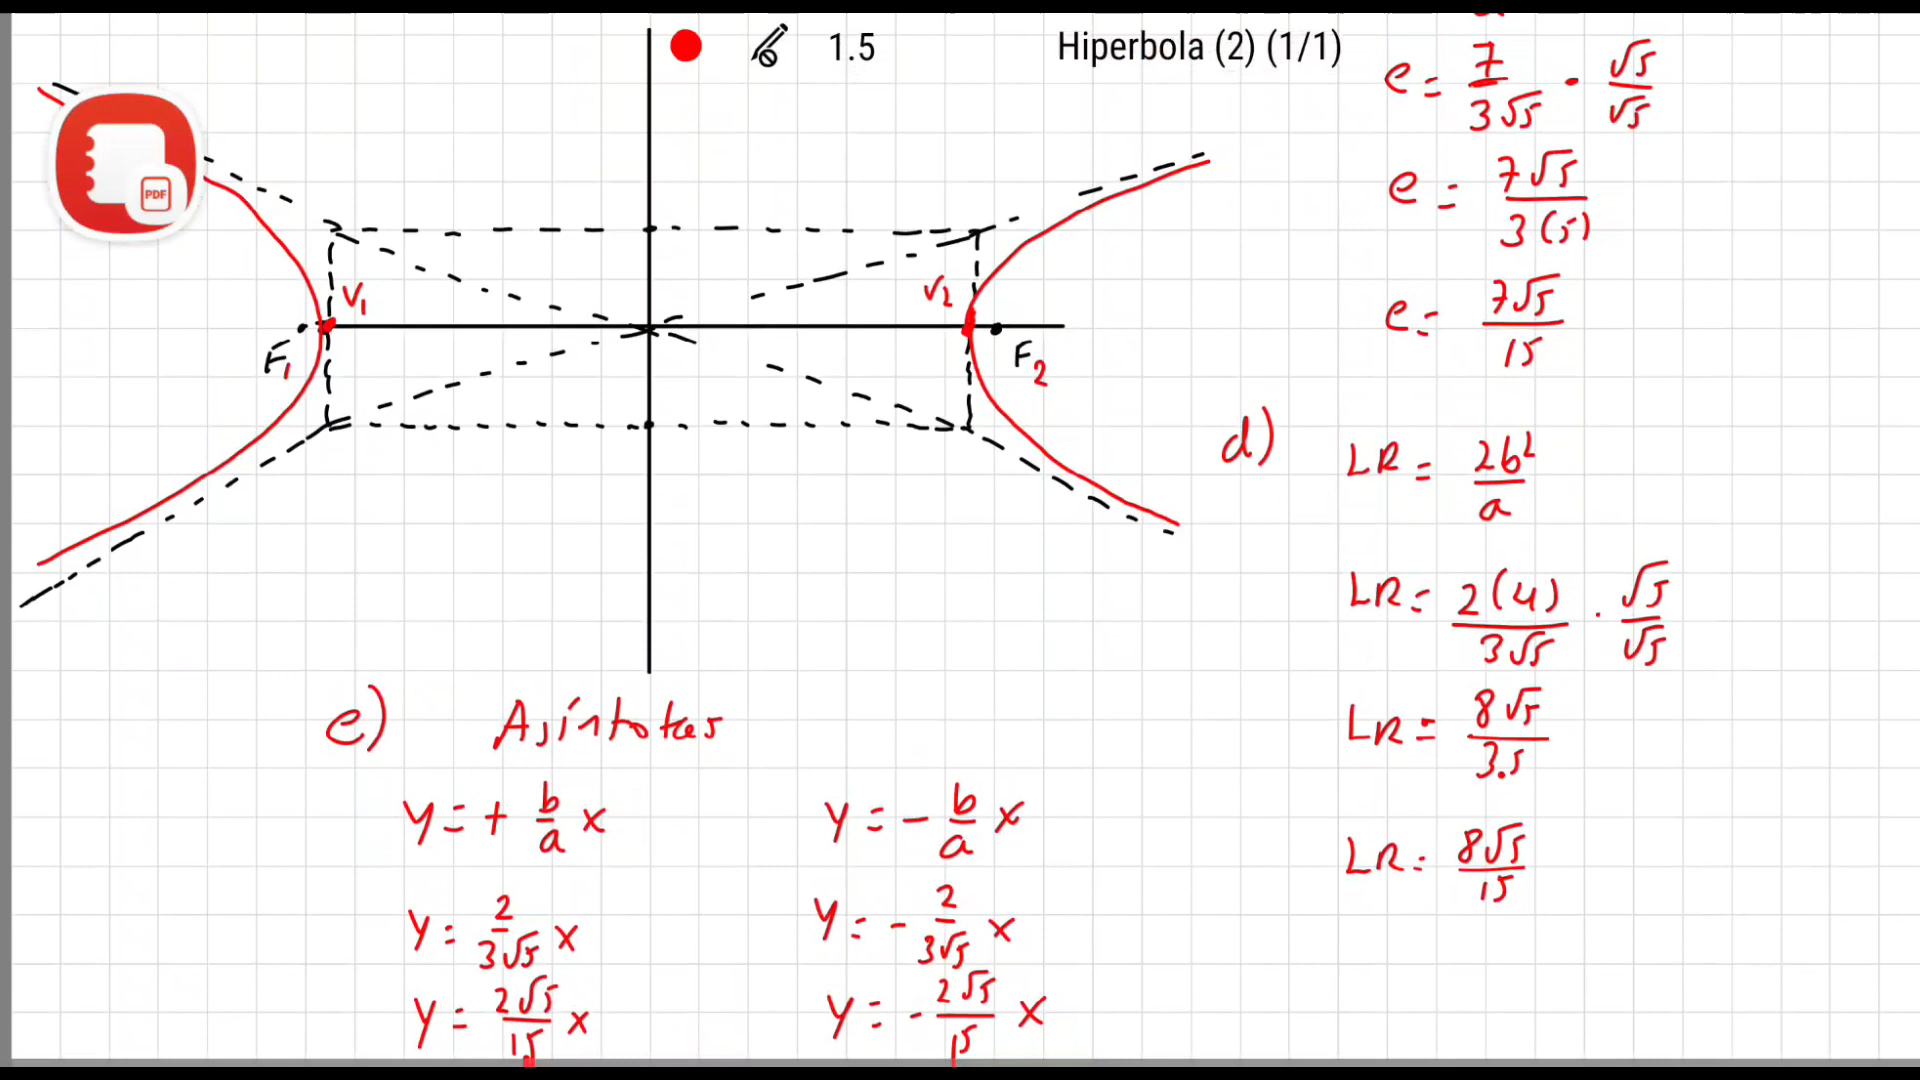 1.5 Hiperbola (2) (1/1)
PDF
V₁
V₂
F₁
F₂
e = 7/3√5 · √5/√5
e = 7√5/3(5)
e = 7√5/15
d) LR = 2b²/a
LR = 2(4)/3√5 · √5/√5
LR = 8√5/3.5
LR = 8√5/15
e) Asíntotas
y = + b/a x
y = - b/a x
y = 2/3√5 x
y = - 2/3√5 x
y = 2√5/15 x
y = - 2√5/15 x